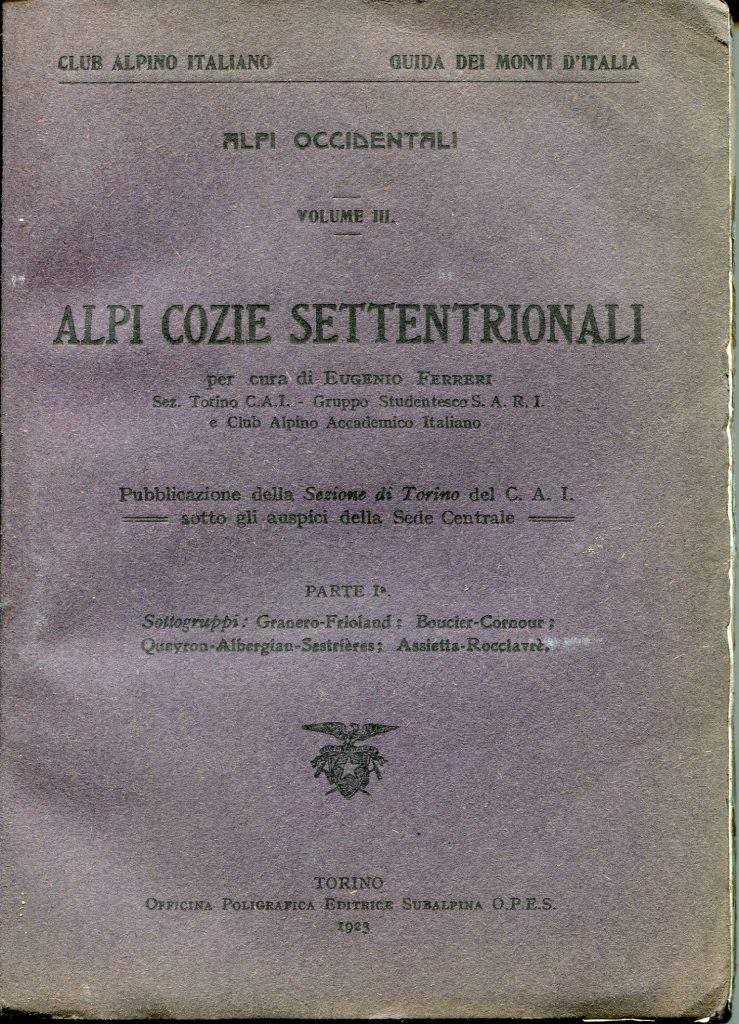 CLUB ALPINO ITALIANO GUIDA DEI MONTI D'ITALIA
ALPI OCCIDENTALI
VOLUME III.
ALPI COZIE SETTENTRIONALI
per cura di EUGENIO FERRERI
Sez. Torino C.A.I. - Gruppo Studentesco S. A. R. I.
e Club Alpino Accademico Italiano
Pubblicazione della Sezione di Torino del C. A. I.
sotto gli auspici della Sede Centrale
PARTE Iª.
Sottogruppi: Granero-Frioland; Boucier-Cornour;
Queyron-Albergian-Sestrières; Assietta-Rocciavrè.
TORINO
OFFICINA POLIGRAFICA EDITRICE SUBALPINA O.P.E.S.
1923